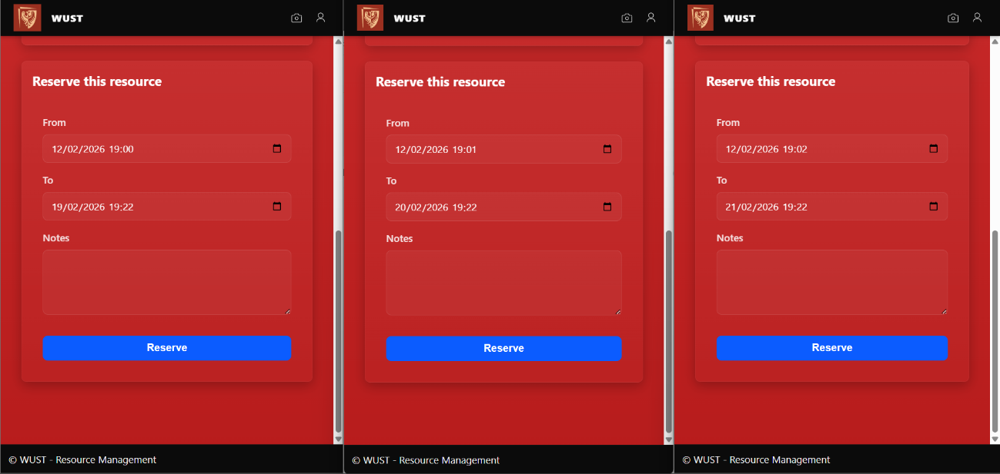 WUST
Reserve this resource
From
12/02/2026 19:00
To
19/02/2026 19:22
Notes
Reserve
© WUST - Resource Management
WUST
Reserve this resource
From
12/02/2026 19:01
To
20/02/2026 19:22
Notes
Reserve
© WUST - Resource Management
WUST
Reserve this resource
From
12/02/2026 19:02
To
21/02/2026 19:22
Notes
Reserve
© WUST - Resource Management